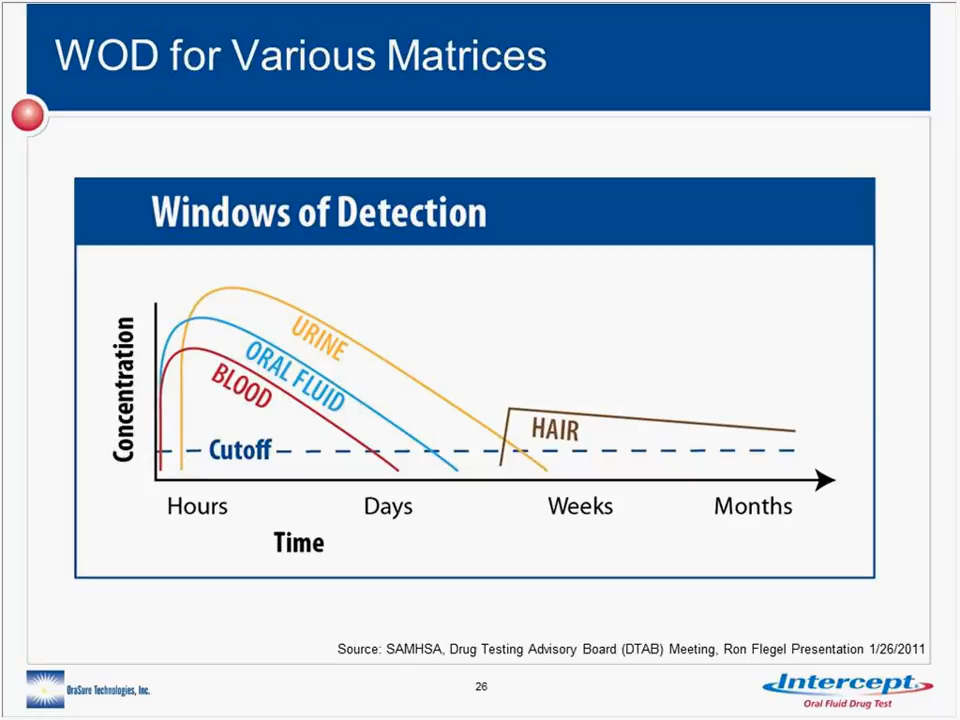 WOD for Various Matrices
Windows of Detection
Concentration
URINE
ORAL FLUID
BLOOD
HAIR
Cutoff
Hours Days Weeks Months
Time
Source: SAMHSA, Drug Testing Advisory Board (DTAB) Meeting, Ron Flegel Presentation 1/26/2011
OraSure Technologies, Inc.
26
Intercept®
Oral Fluid Drug Test